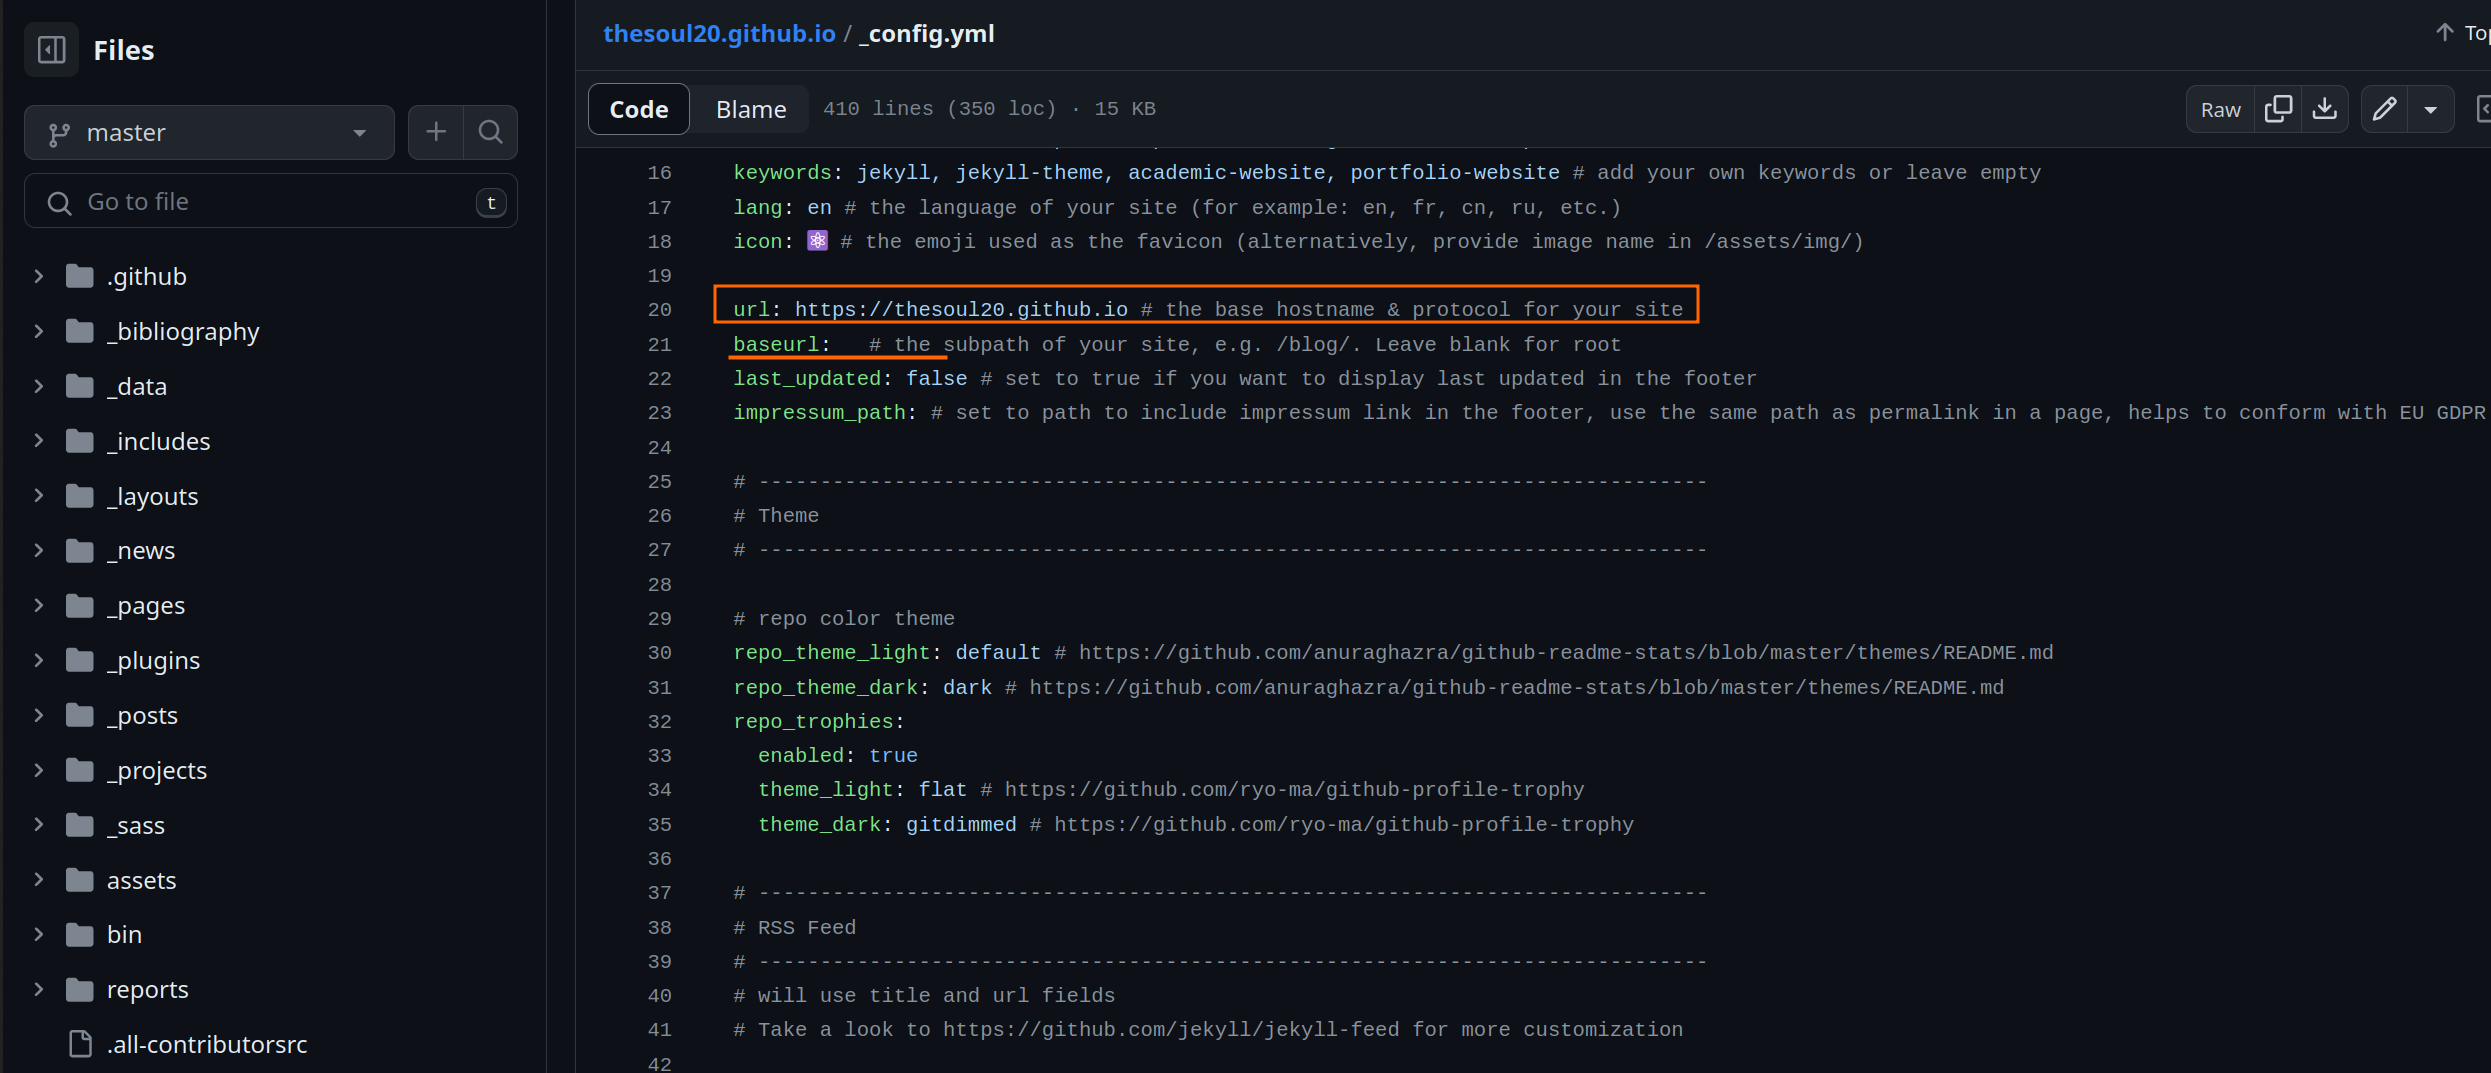 Files
master
Go to file
t
.github
_bibliography
_data
_includes
_layouts
_news
_pages
_plugins
_posts
_projects
_sass
assets
bin
reports
.all-contributorsrc
thesoul20.github.io / _config.yml
Top
Code Blame 410 lines (350 loc) · 15 KB
Raw
16 keywords: jekyll, jekyll-theme, academic-website, portfolio-website # add your own keywords or leave empty
17 lang: en # the language of your site (for example: en, fr, cn, ru, etc.)
18 icon: ⚛️ # the emoji used as the favicon (alternatively, provide image name in /assets/img/)
19
20 url: https://thesoul20.github.io # the base hostname & protocol for your site
21 baseurl:   # the subpath of your site, e.g. /blog/. Leave blank for root
22 last_updated: false # set to true if you want to display last updated in the footer
23 impressum_path: # set to path to include impressum link in the footer, use the same path as permalink in a page, helps to conform with EU GDPR
24
25 # -----------------------------------------------------------------------------
26 # Theme
27 # -----------------------------------------------------------------------------
28
29 # repo color theme
30 repo_theme_light: default # https://github.com/anuraghazra/github-readme-stats/blob/master/themes/README.md
31 repo_theme_dark: dark # https://github.com/anuraghazra/github-readme-stats/blob/master/themes/README.md
32 repo_trophies:
33   enabled: true
34   theme_light: flat # https://github.com/ryo-ma/github-profile-trophy
35   theme_dark: gitdimmed # https://github.com/ryo-ma/github-profile-trophy
36
37 # -----------------------------------------------------------------------------
38 # RSS Feed
39 # -----------------------------------------------------------------------------
40 # will use title and url fields
41 # Take a look to https://github.com/jekyll/jekyll-feed for more customization
42